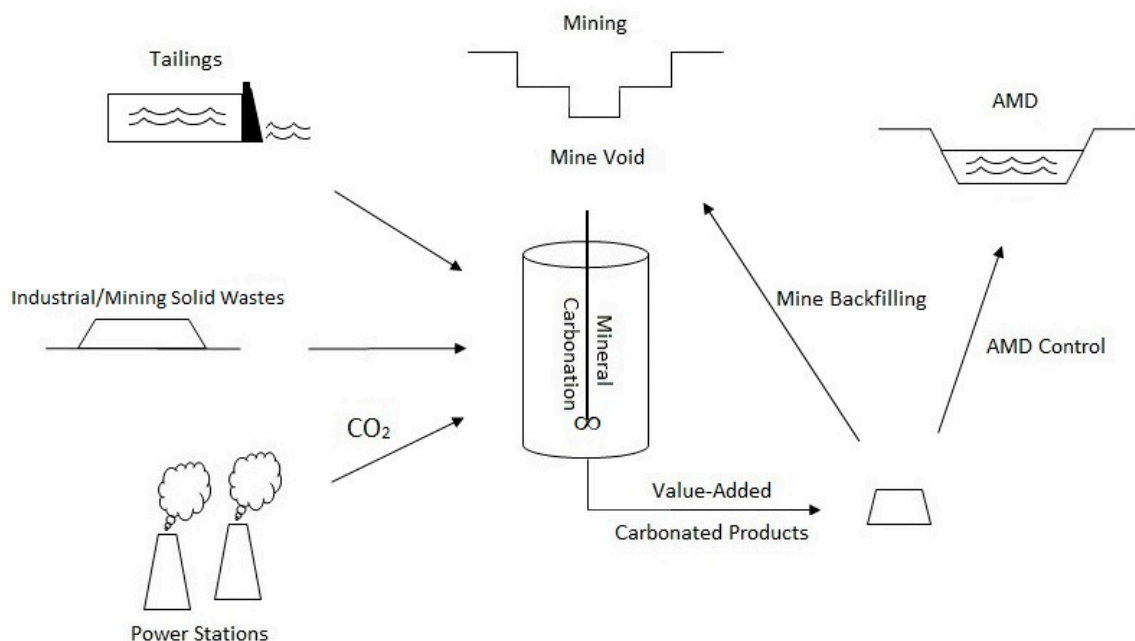 Mining
Tailings
AMD
Mine Void
Industrial/Mining Solid Wastes
Mineral
Carbonation
Mine Backfilling
AMD Control
CO₂
Value-Added
Carbonated Products
Power Stations